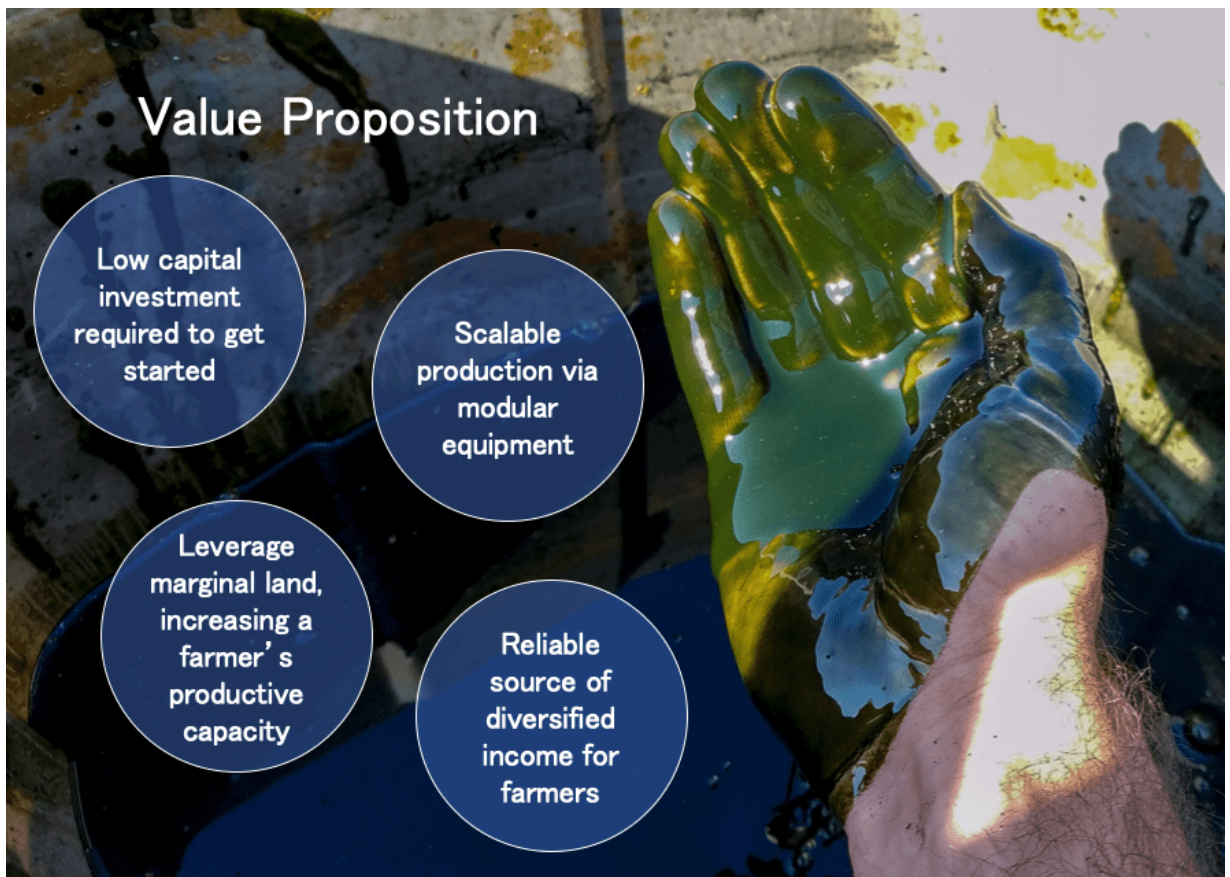 Value Proposition
Low capital
investment
required to get
started
Scalable
production via
modular
equipment
Leverage
marginal land,
increasing a
farmer’s
productive
capacity
Reliable
source of
diversified
income for
farmers